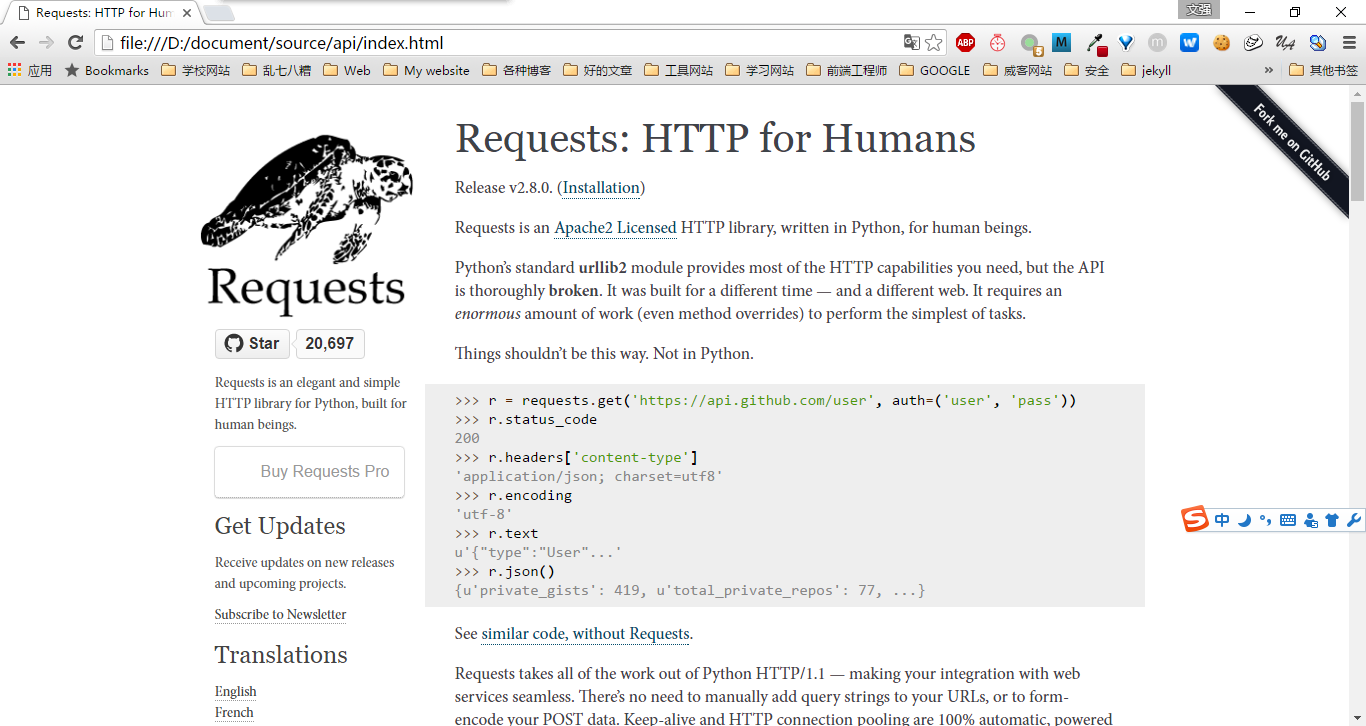 Requests: HTTP for Hum
文强
file:///D:/document/source/api/index.html
ABP
M
m
W
应用
Bookmarks
学校网站
乱七八糟
Web
My website
各种博客
好的文章
工具网站
学习网站
前端工程师
GOOGLE
威客网站
安全
jekyll
»
其他书签
Fork me on GitHub
Requests
Star
20,697
Requests is an elegant and simple
HTTP library for Python, built for
human beings.
Buy Requests Pro
Get Updates
Receive updates on new releases
and upcoming projects.
Subscribe to Newsletter
Translations
English
French
Requests: HTTP for Humans
Release v2.8.0. (Installation)
Requests is an Apache2 Licensed HTTP library, written in Python, for human beings.
Python’s standard urllib2 module provides most of the HTTP capabilities you need, but the API
is thoroughly broken. It was built for a different time — and a different web. It requires an
enormous amount of work (even method overrides) to perform the simplest of tasks.
Things shouldn’t be this way. Not in Python.
>>> r = requests.get('https://api.github.com/user', auth=('user', 'pass'))
>>> r.status_code
200
>>> r.headers['content-type']
'application/json; charset=utf8'
>>> r.encoding
'utf-8'
>>> r.text
u'{"type":"User"...'
>>> r.json()
{u'private_gists': 419, u'total_private_repos': 77, ...}
See similar code, without Requests.
Requests takes all of the work out of Python HTTP/1.1 — making your integration with web
services seamless. There’s no need to manually add query strings to your URLs, or to form-
encode your POST data. Keep-alive and HTTP connection pooling are 100% automatic, powered
S 中